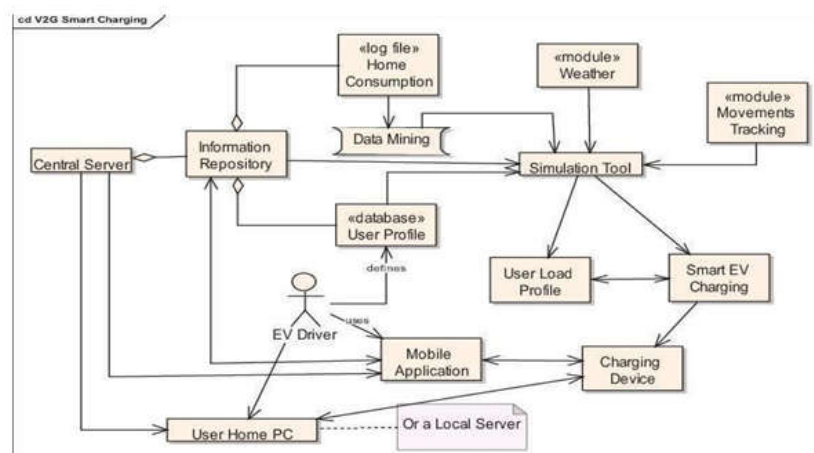 cd V2G Smart Charging
«log file»
Home
Consumption
«module»
Weather
«module»
Movements
Tracking
Data Mining
Information
Repository
Central Server
Simulation Tool
«database»
User Profile
defines
User Load
Profile
Smart EV
Charging
EV Driver
uses
Mobile
Application
Charging
Device
User Home PC
Or a Local Server